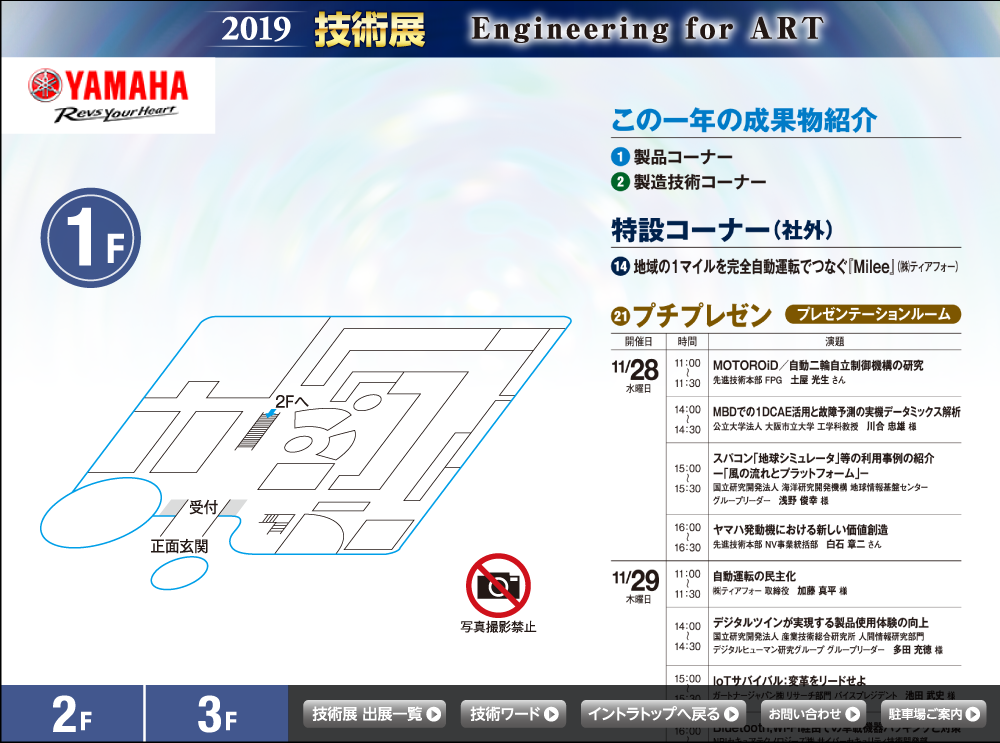 2019 技術展 Engineering for ART
YAMAHA
Revs Your Heart
1F
2Fへ
受付
正面玄関
写真撮影禁止
この一年の成果物紹介
1 製品コーナー
2 製造技術コーナー
特設コーナー（社外）
14 地域の1マイルを完全自動運転でつなぐ『Milee』(㈱ティアフォー)
21 プチプレゼン プレゼンテーションルーム
開催日 時間 演題
11/28
水曜日
11:00
~
11:30
MOTOROiD／自動二輪自立制御機構の研究
先進技術本部 FPG 土屋 光生 さん
14:00
~
14:30
MBDでの1DCAE活用と故障予測の実機データミックス解析
公立大学法人 大阪市立大学 工学科教授 川合 忠雄 様
15:00
~
15:30
スパコン「地球シミュレータ」等の利用事例の紹介
ー「風の流れとプラットフォーム」ー
国立研究開発法人 海洋研究開発機構 地球情報基盤センター
グループリーダー 浅野 俊幸 様
16:00
~
16:30
ヤマハ発動機における新しい価値創造
先進技術本部 NV事業統括部 白石 章二 さん
11/29
木曜日
11:00
~
11:30
自動運転の民主化
㈱ティアフォー 取締役 加藤 真平 様
14:00
~
14:30
デジタルツインが実現する製品使用体験の向上
国立研究開発法人 産業技術総合研究所 人間情報研究部門
デジタルヒューマン研究グループ グループリーダー 多田 充徳 様
15:00
15:30
IoTサバイバル:変革をリードせよ
ガートナージャパン㈱ リサーチ部門 バイスプレジデント 池田 武史 様
16:00
Bluetooth,Wi-Fi経由での車載機器ハッキングと対策
2F
3F
技術展 出展一覧
技術ワード
イントラトップへ戻る
お問い合わせ
駐車場ご案内